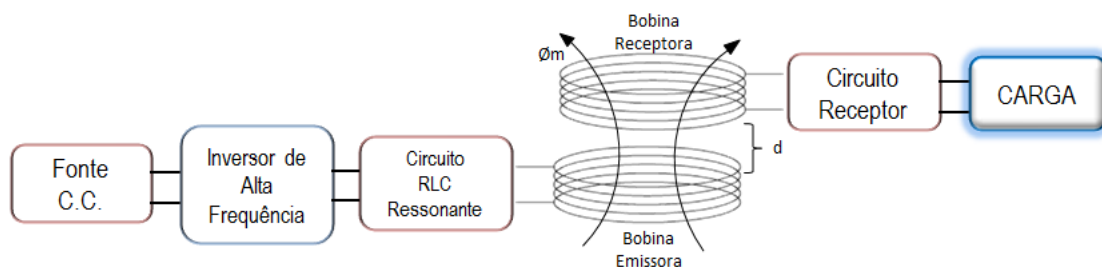 Fonte
C.C.
Inversor de
Alta
Frequência
Circuito
RLC
Ressonante
Bobina
Receptora
Øm
d
Bobina
Emissora
Circuito
Receptor
CARGA